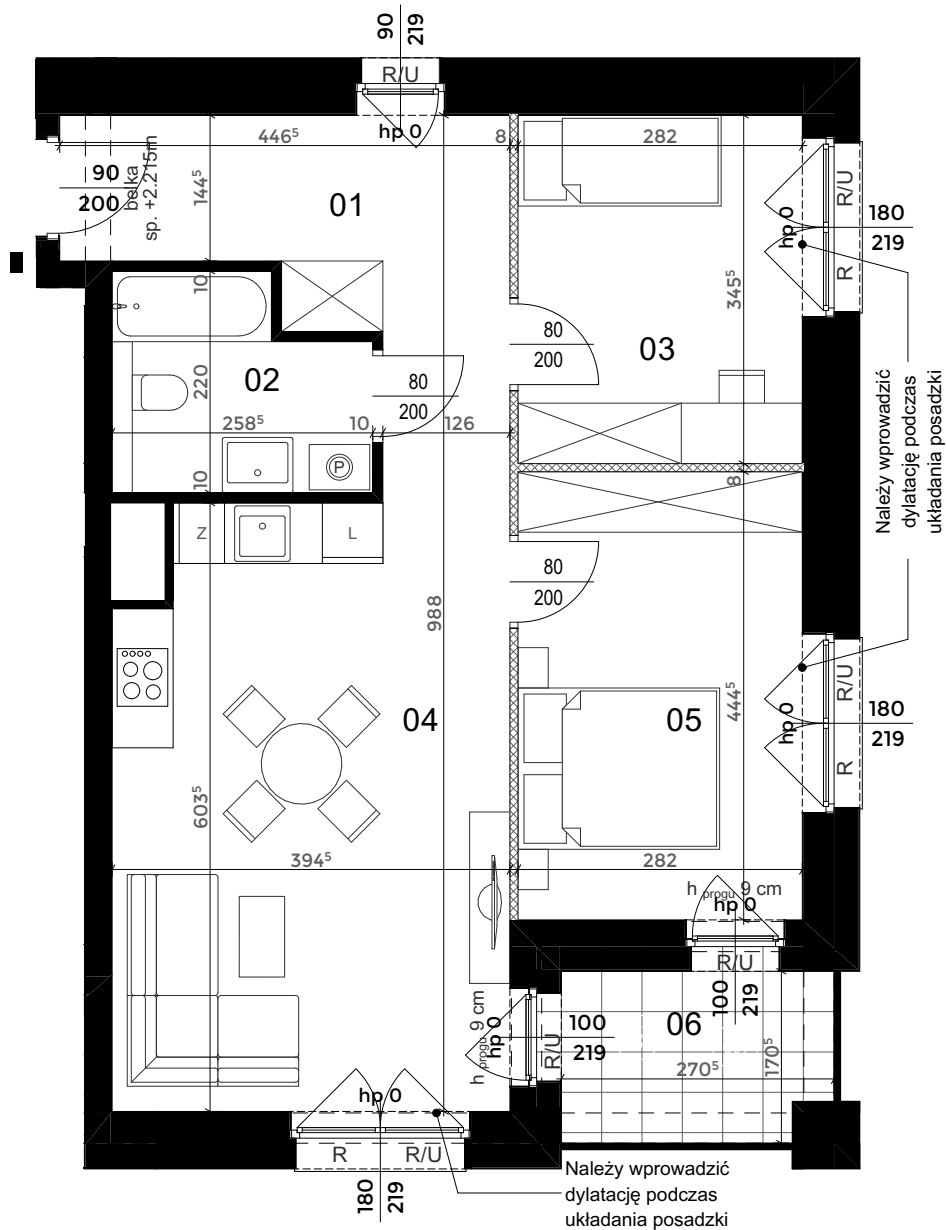 90
219
R/U
hp 0
446⁵
8
282
90
200
belka
sp. +2.215m
144⁵
01
R/U
hp 0
R
180
219
10
345⁵
80
200
03
02
220
80
200
258⁵
10
126
P
10
8
Należy wprowadzić
dylatację podczas
układania posadzki
Z
L
80
200
988
04
05
444⁵
R/U
hp 0
R
180
219
603⁵
394⁵
282
h progu 9 cm
hp 0
R/U
100
219
h progu 9 cm
hp 0
R/U
100
219
06
270⁵
170⁵
hp 0
R
R/U
180
219
Należy wprowadzić
dylatację podczas
układania posadzki